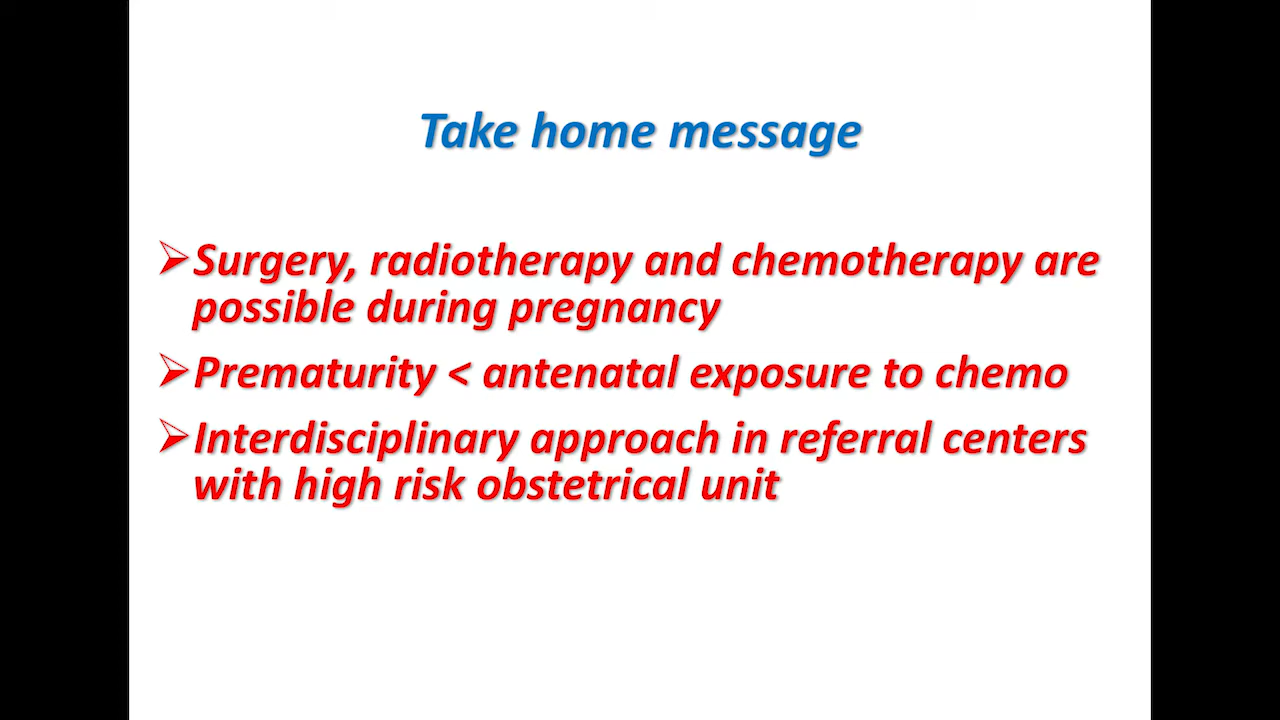 Take home message
Surgery, radiotherapy and chemotherapy are
possible during pregnancy
Prematurity < antenatal exposure to chemo
Interdisciplinary approach in referral centers
with high risk obstetrical unit